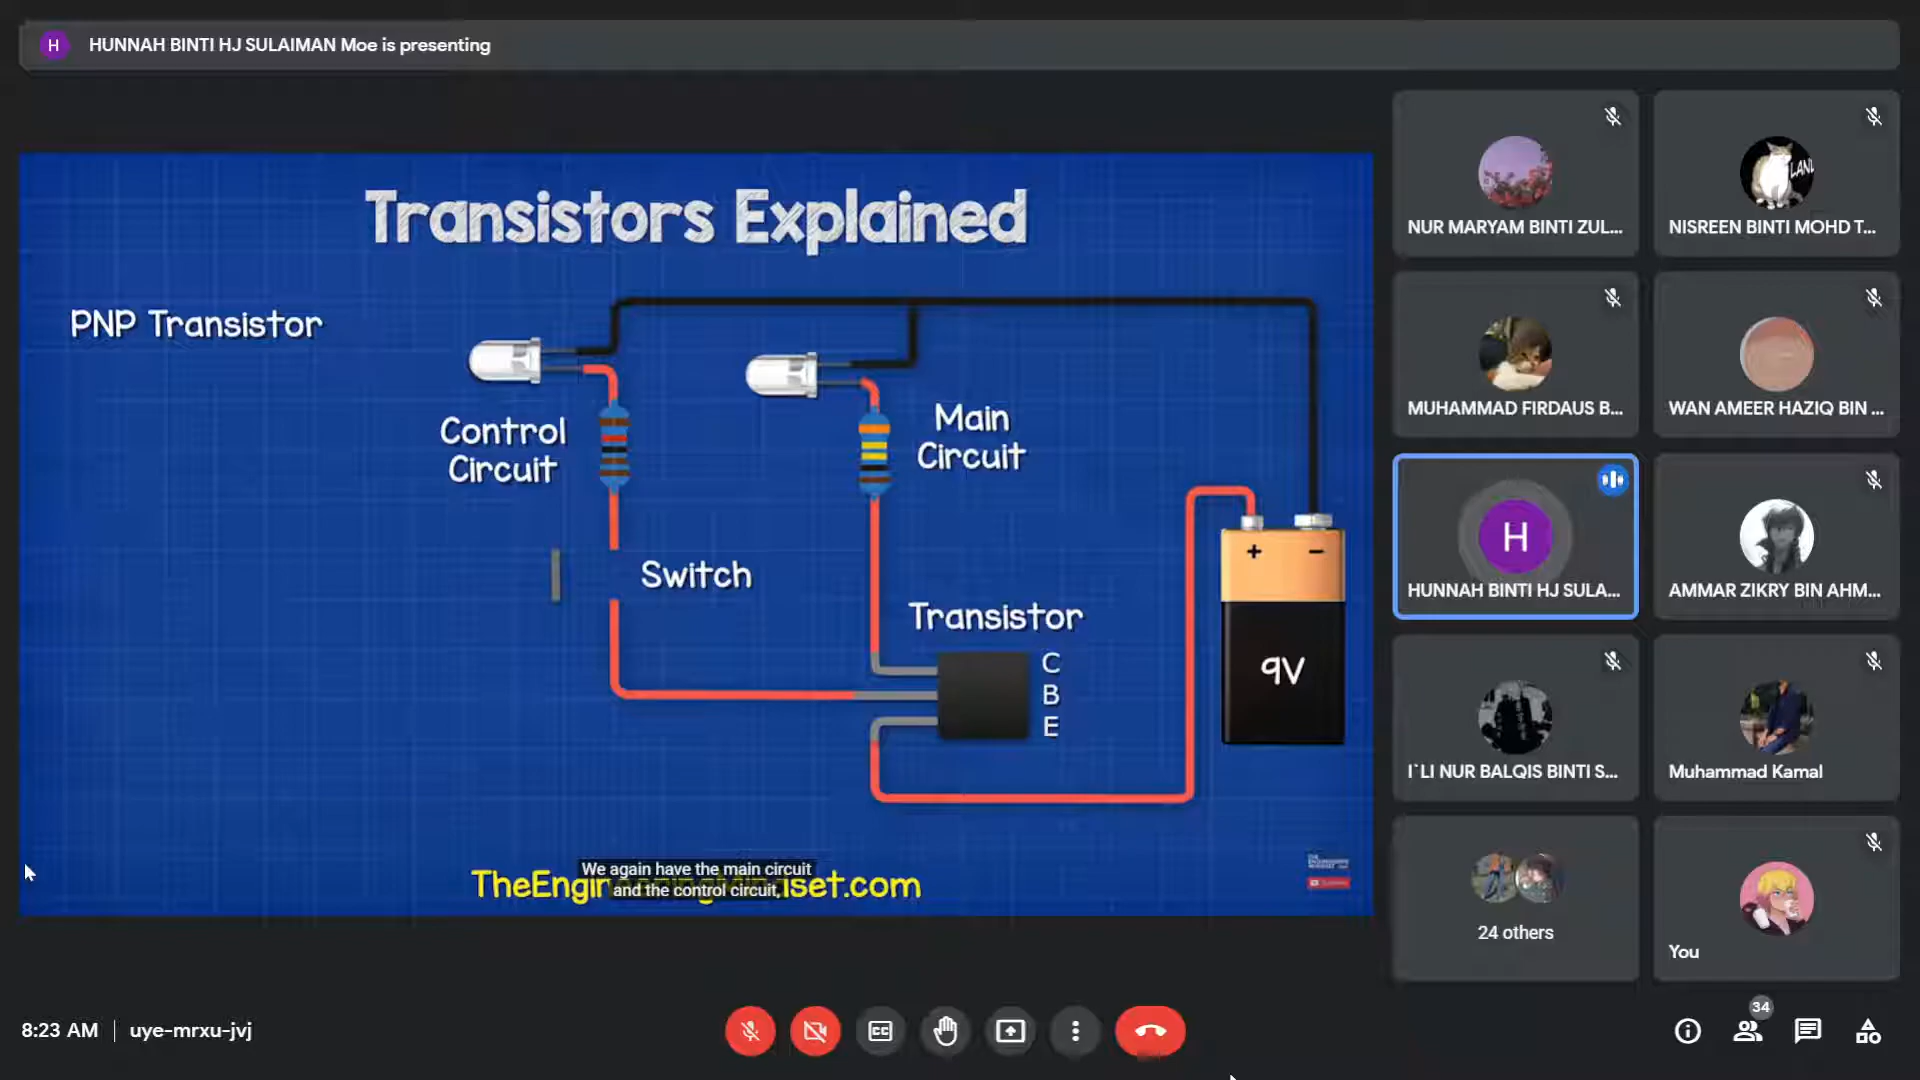 H HUNNAH BINTI HJ SULAIMAN Moe is presenting
Transistors Explained
PNP Transistor
Control
Circuit
Main
Circuit
Switch
Transistor
C
B
E
+ −
9V
We again have the main circuit
and the control circuit,
NUR MARYAM BINTI ZUL...
NISREEN BINTI MOHD T...
LANL
MUHAMMAD FIRDAUS B...
WAN AMEER HAZIQ BIN ...
H
HUNNAH BINTI HJ SULA...
AMMAR ZIKRY BIN AHM...
I`LI NUR BALQIS BINTI S...
Muhammad Kamal
24 others
You
8:23 AM
uye-mrxu-jvj
CC
34